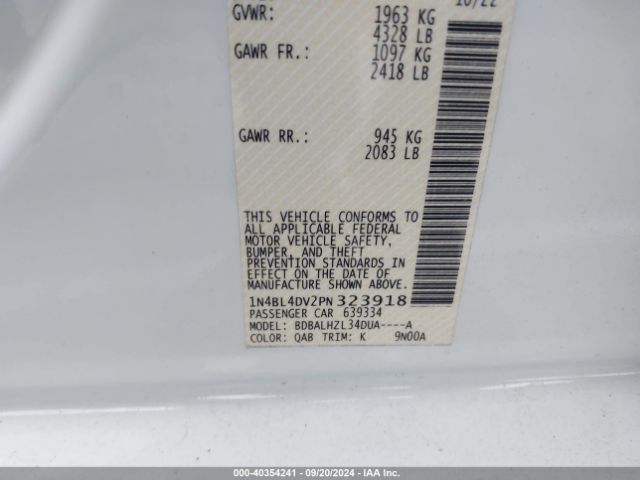 10/22
GVWR: 1963 KG
4328 LB
GAWR FR.: 1097 KG
2418 LB
GAWR RR.: 945 KG
2083 LB
THIS VEHICLE CONFORMS TO
ALL APPLICABLE FEDERAL
MOTOR VEHICLE SAFETY,
BUMPER, AND THEFT
PREVENTION STANDARDS IN
EFFECT ON THE DATE OF
MANUFACTURE SHOWN ABOVE.
1N4BL4DV2PN323918
PASSENGER CAR 639334
MODEL: BDBALHZL34DUA----A
COLOR: QAB TRIM: K 9N00A
000-40354241 - 09/20/2024 - IAA Inc.